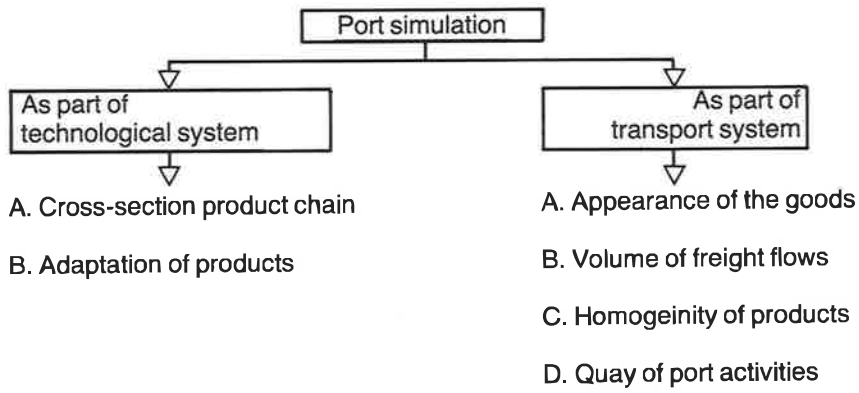 Port simulation
As part of
technological system
A. Cross-section product chain
B. Adaptation of products
As part of
transport system
A. Appearance of the goods
B. Volume of freight flows
C. Homogeinity of products
D. Quay of port activities